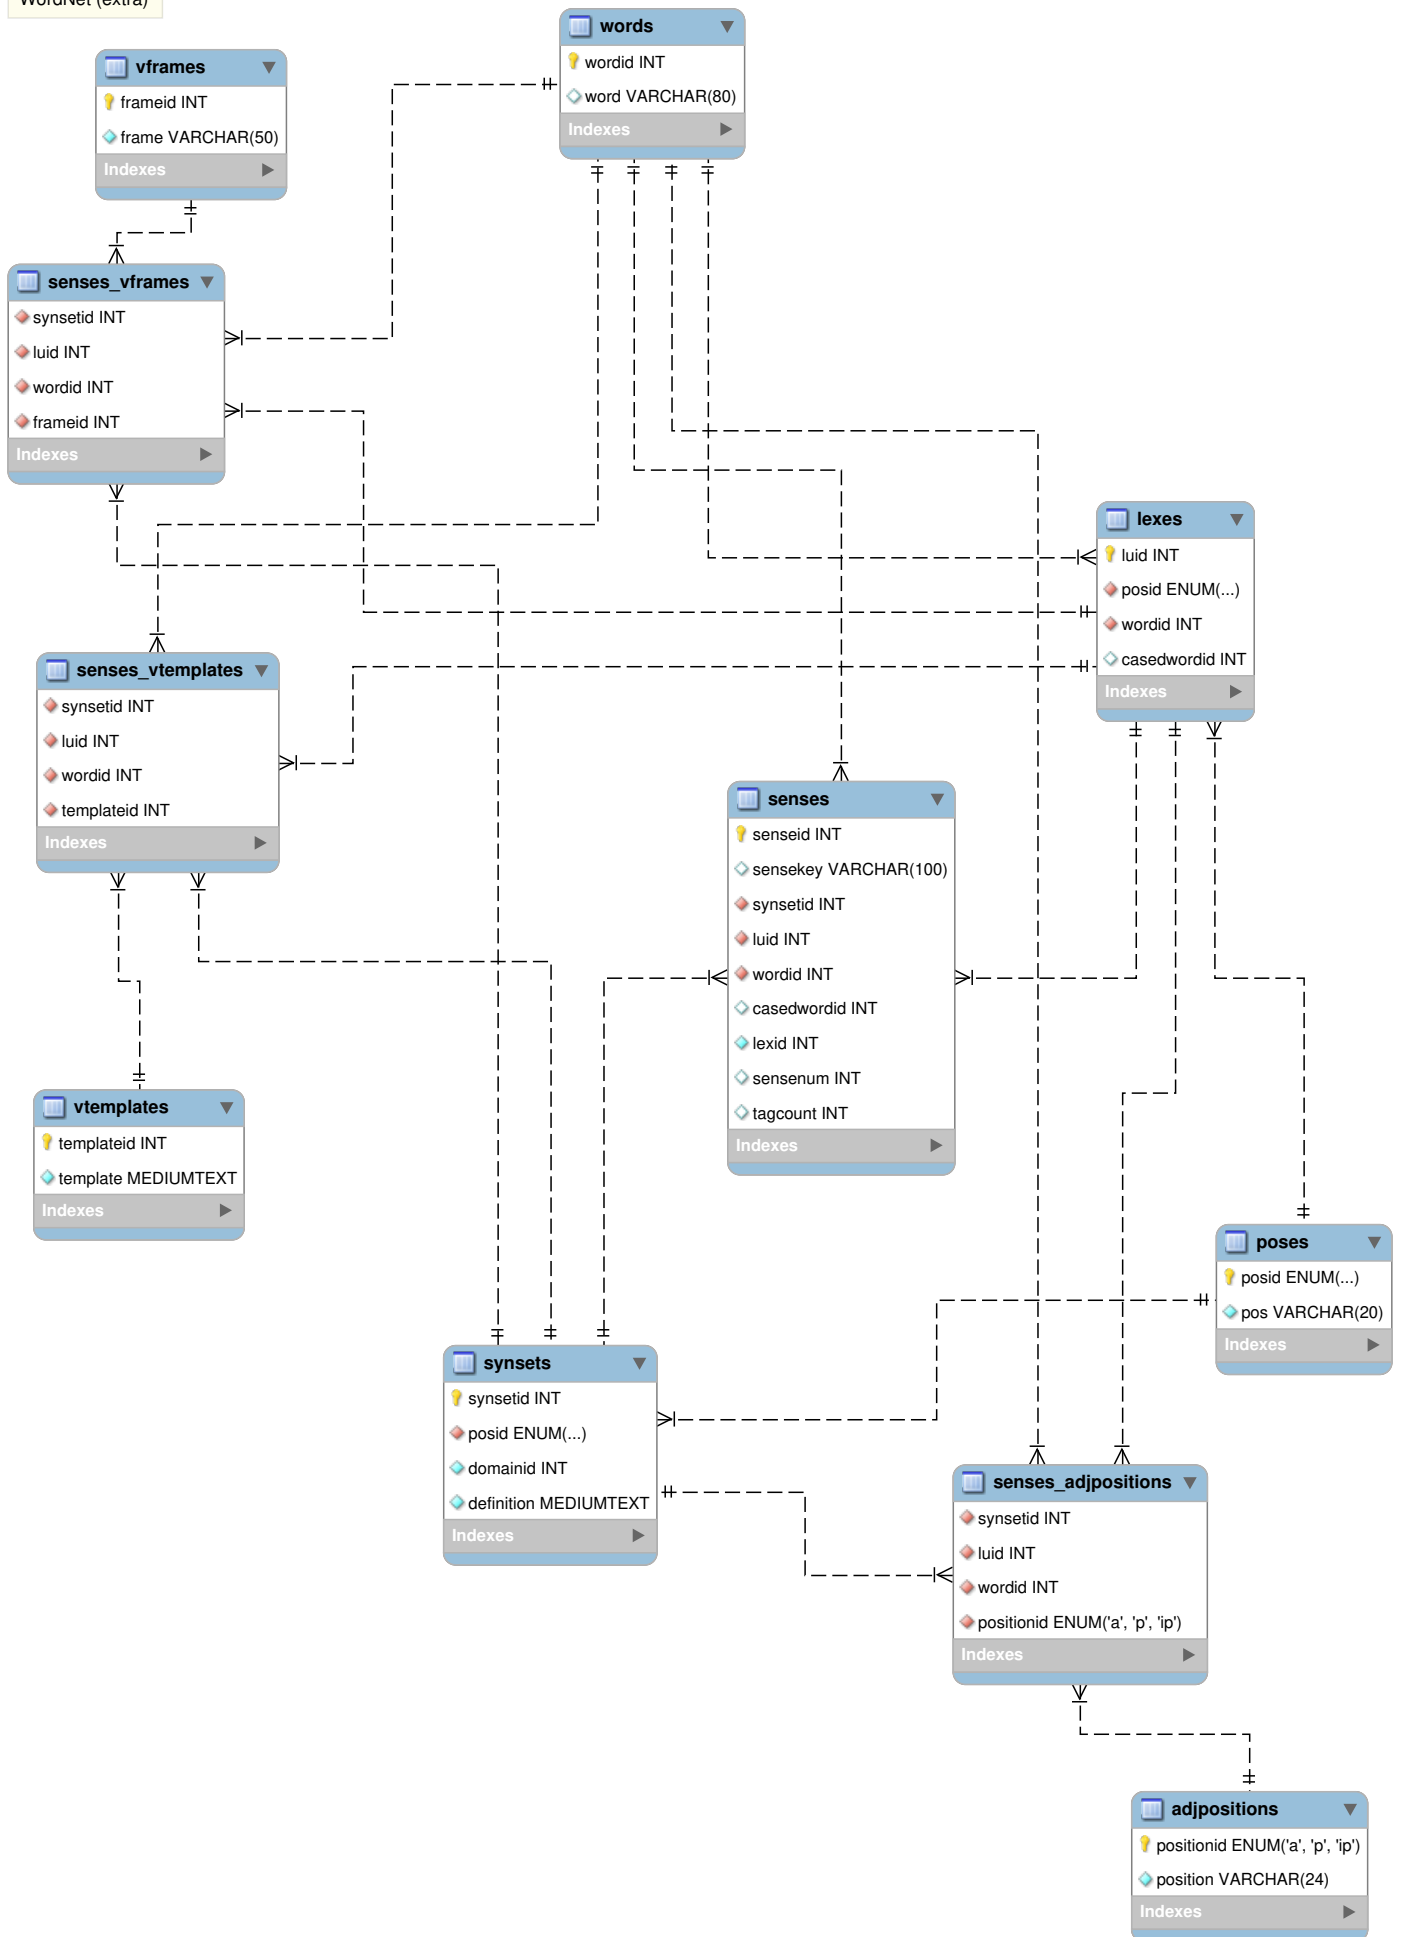 WordNet (extra)
words
wordid INT
word VARCHAR(80)
Indexes
vframes
frameid INT
frame VARCHAR(50)
Indexes
senses_vframes
synsetid INT
luid INT
wordid INT
frameid INT
Indexes
lexes
luid INT
posid ENUM(...)
wordid INT
casedwordid INT
Indexes
senses_vtemplates
synsetid INT
luid INT
wordid INT
templateid INT
Indexes
senses
senseid INT
sensekey VARCHAR(100)
synsetid INT
luid INT
wordid INT
casedwordid INT
lexid INT
sensenum INT
tagcount INT
Indexes
vtemplates
templateid INT
template MEDIUMTEXT
Indexes
poses
posid ENUM(...)
pos VARCHAR(20)
Indexes
synsets
synsetid INT
posid ENUM(...)
domainid INT
definition MEDIUMTEXT
Indexes
senses_adjpositions
synsetid INT
luid INT
wordid INT
positionid ENUM('a', 'p', 'ip')
Indexes
adjpositions
positionid ENUM('a', 'p', 'ip')
position VARCHAR(24)
Indexes